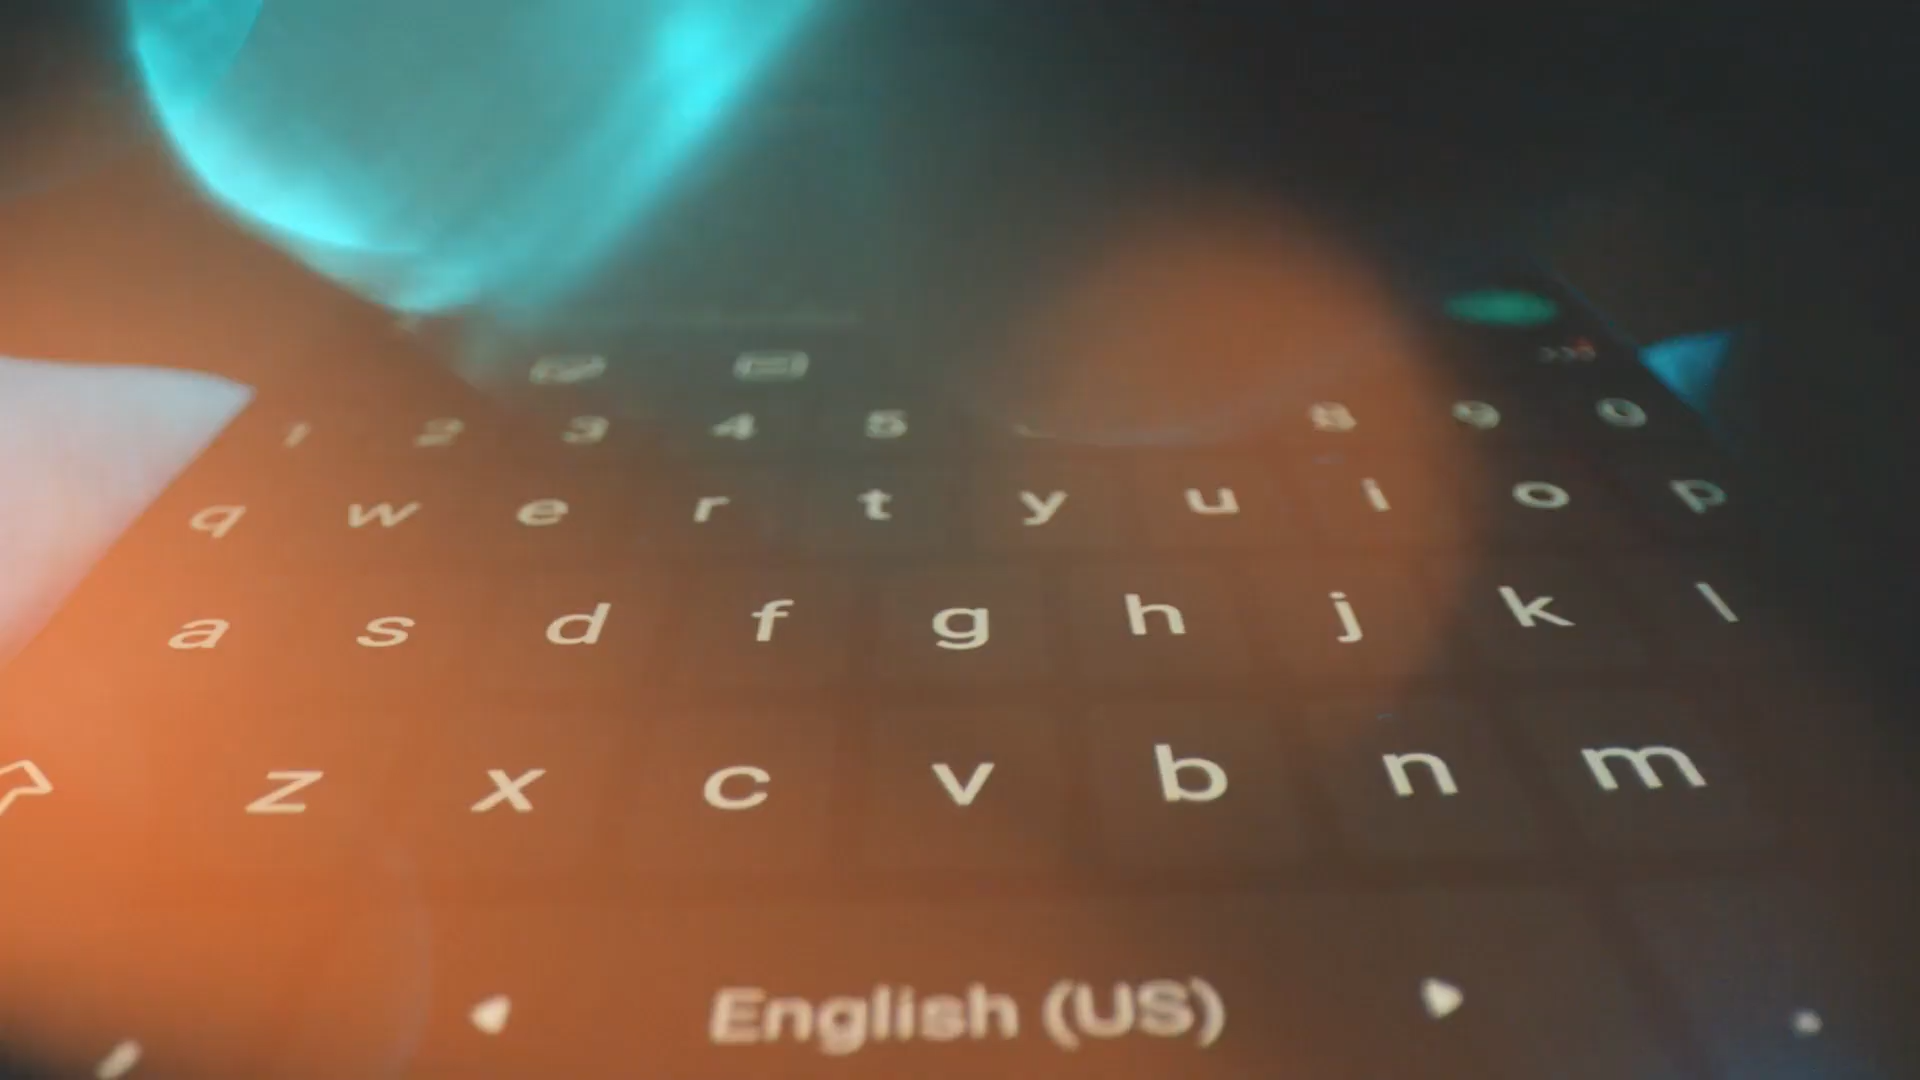 1 2 3 4 5 8 9 0
q w e r t y u i o p
a s d f g h j k l
z x c v b n m
English (US)